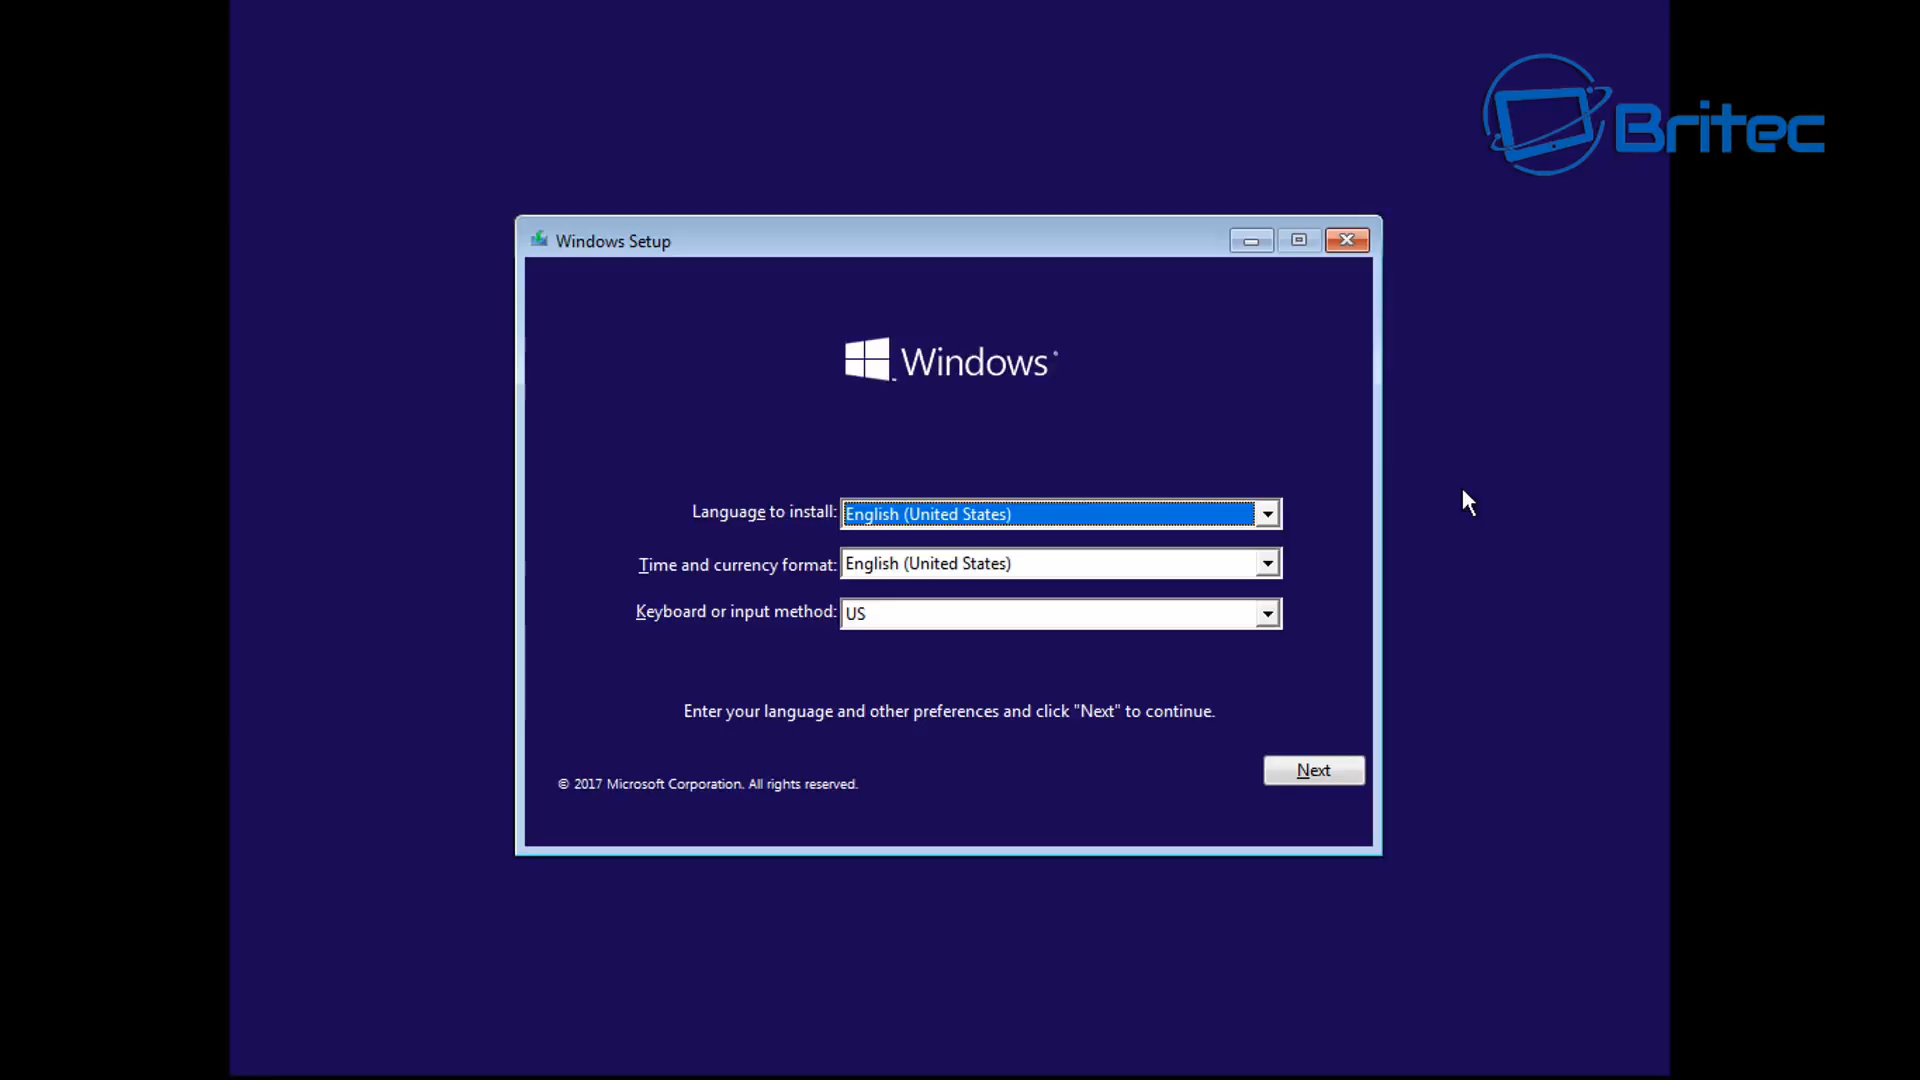 Britec
Windows Setup
Windows
Language to install: English (United States)
Time and currency format: English (United States)
Keyboard or input method: US
Enter your language and other preferences and click "Next" to continue.
Next
© 2017 Microsoft Corporation. All rights reserved.